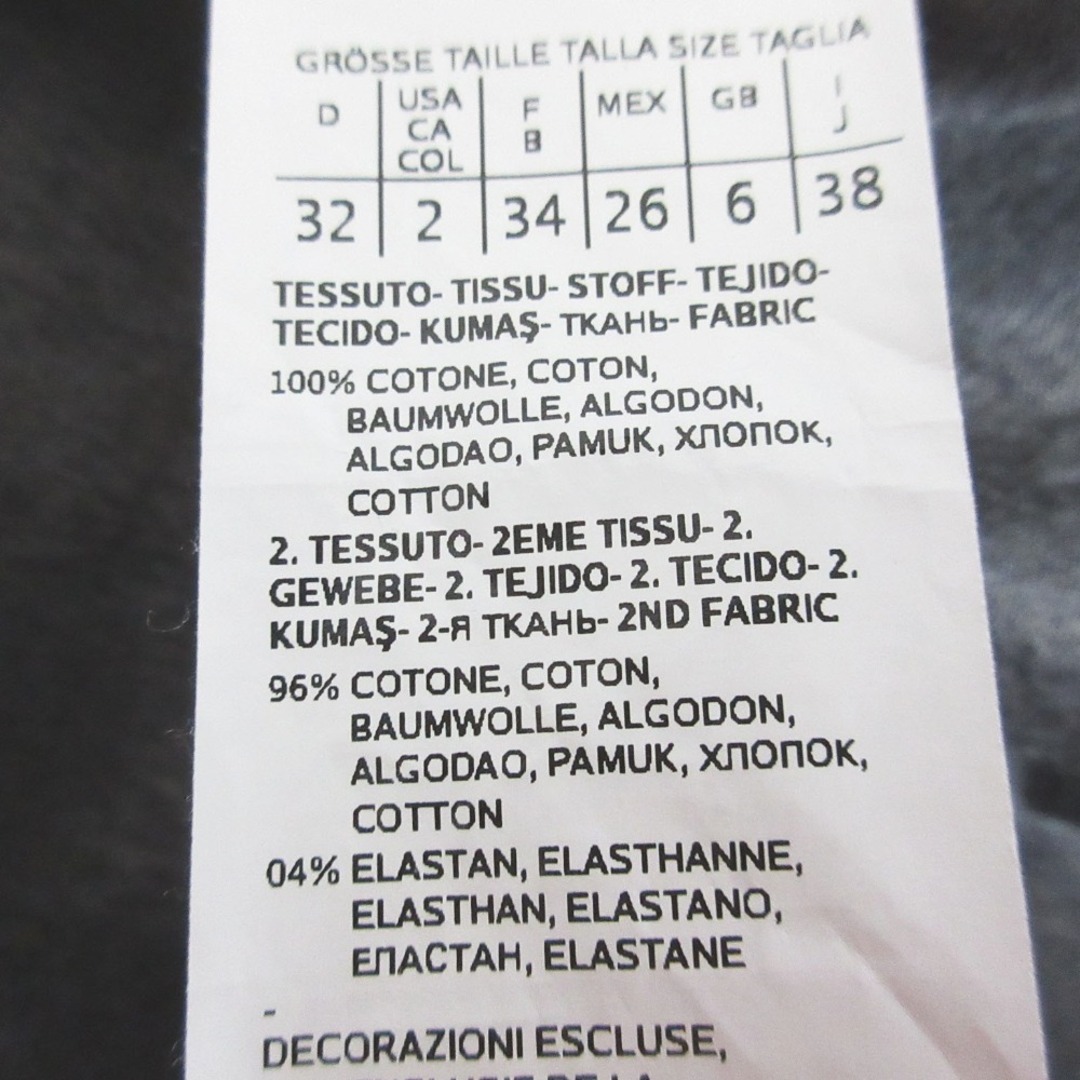 GRÖSSE TAILLE TALLA SIZE TAGLIA
D USA CA COL F B MEX GB I J
32 2 34 26 6 38
TESSUTO- TISSU- STOFF- TEJIDO-
TECIDO- KUMAŞ- ТКАНЬ- FABRIC
100% COTONE, COTON,
BAUMWOLLE, ALGODON,
ALGODAO, PAMUK, ХЛОПОК,
COTTON
2. TESSUTO- 2EME TISSU- 2.
GEWEBE- 2. TEJIDO- 2. TECIDO- 2.
KUMAŞ- 2-Я ТКАНЬ- 2ND FABRIC
96% COTONE, COTON,
BAUMWOLLE, ALGODON,
ALGODAO, PAMUK, ХЛОПОК,
COTTON
04% ELASTAN, ELASTHANNE,
ELASTHAN, ELASTANO,
ЕЛАСТАН, ELASTANE
-
DECORAZIONI ESCLUSE,
DE LA